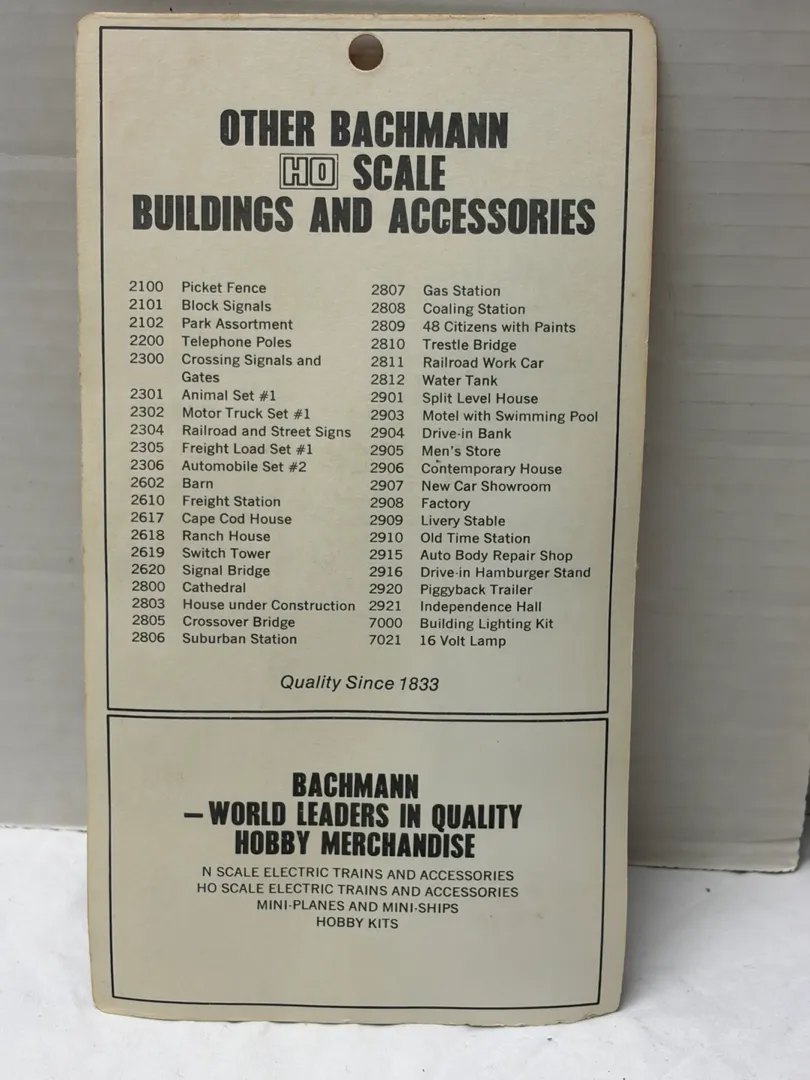 OTHER BACHMANN
HO SCALE
BUILDINGS AND ACCESSORIES
2100 Picket Fence
2101 Block Signals
2102 Park Assortment
2200 Telephone Poles
2300 Crossing Signals and
Gates
2301 Animal Set #1
2302 Motor Truck Set #1
2304 Railroad and Street Signs
2305 Freight Load Set #1
2306 Automobile Set #2
2602 Barn
2610 Freight Station
2617 Cape Cod House
2618 Ranch House
2619 Switch Tower
2620 Signal Bridge
2800 Cathedral
2803 House under Construction
2805 Crossover Bridge
2806 Suburban Station
2807 Gas Station
2808 Coaling Station
2809 48 Citizens with Paints
2810 Trestle Bridge
2811 Railroad Work Car
2812 Water Tank
2901 Split Level House
2903 Motel with Swimming Pool
2904 Drive-in Bank
2905 Men's Store
2906 Contemporary House
2907 New Car Showroom
2908 Factory
2909 Livery Stable
2910 Old Time Station
2915 Auto Body Repair Shop
2916 Drive-in Hamburger Stand
2920 Piggyback Trailer
2921 Independence Hall
7000 Building Lighting Kit
7021 16 Volt Lamp
Quality Since 1833
BACHMANN
—WORLD LEADERS IN QUALITY
HOBBY MERCHANDISE
N SCALE ELECTRIC TRAINS AND ACCESSORIES
HO SCALE ELECTRIC TRAINS AND ACCESSORIES
MINI-PLANES AND MINI-SHIPS
HOBBY KITS